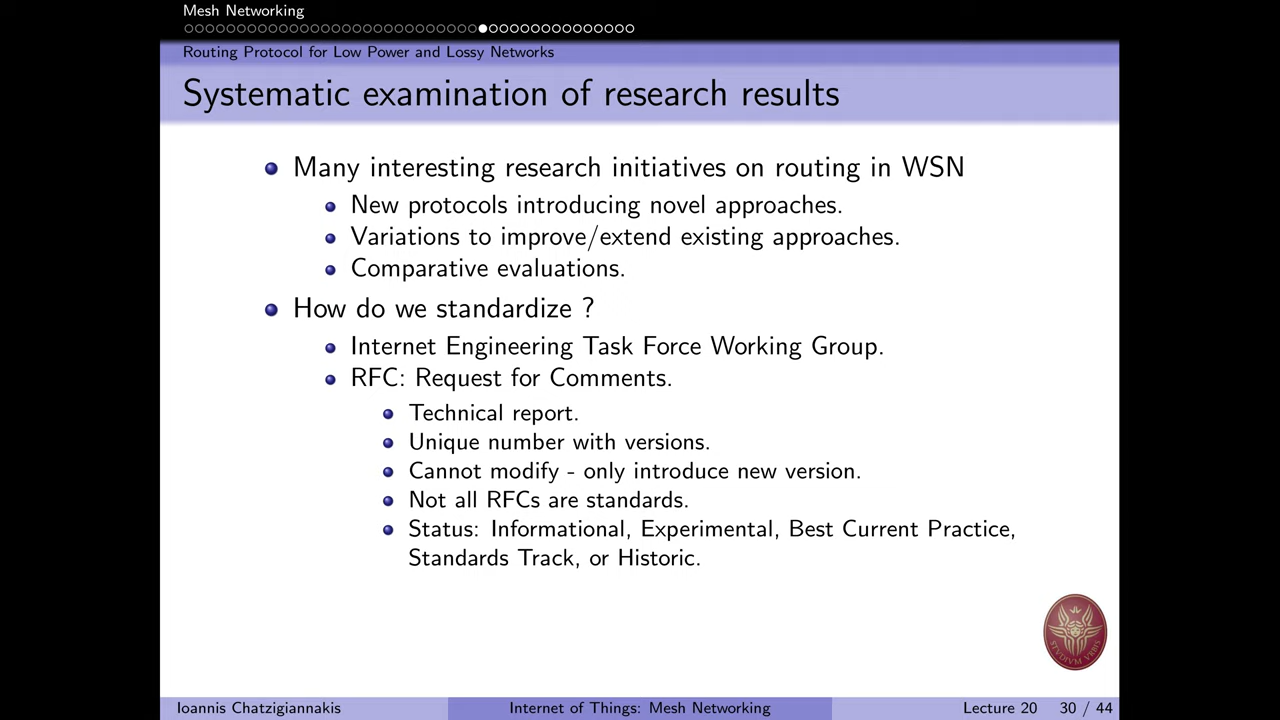 Mesh Networking
Routing Protocol for Low Power and Lossy Networks
Systematic examination of research results
Many interesting research initiatives on routing in WSN
New protocols introducing novel approaches.
Variations to improve/extend existing approaches.
Comparative evaluations.
How do we standardize ?
Internet Engineering Task Force Working Group.
RFC: Request for Comments.
Technical report.
Unique number with versions.
Cannot modify - only introduce new version.
Not all RFCs are standards.
Status: Informational, Experimental, Best Current Practice,
Standards Track, or Historic.
STVDIVM VRBIS
Ioannis Chatzigiannakis
Internet of Things: Mesh Networking
Lecture 20
30 / 44